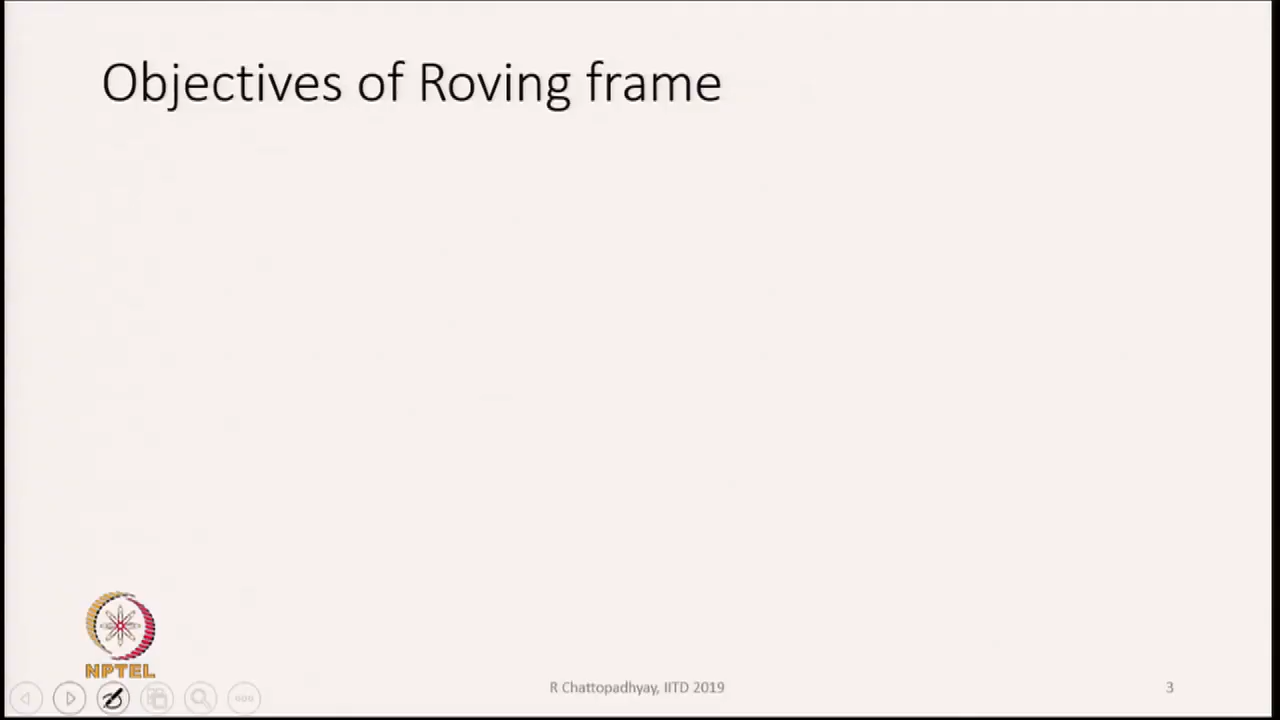 Objectives of Roving frame
NPTEL
R Chattopadhyay, IITD 2019
3